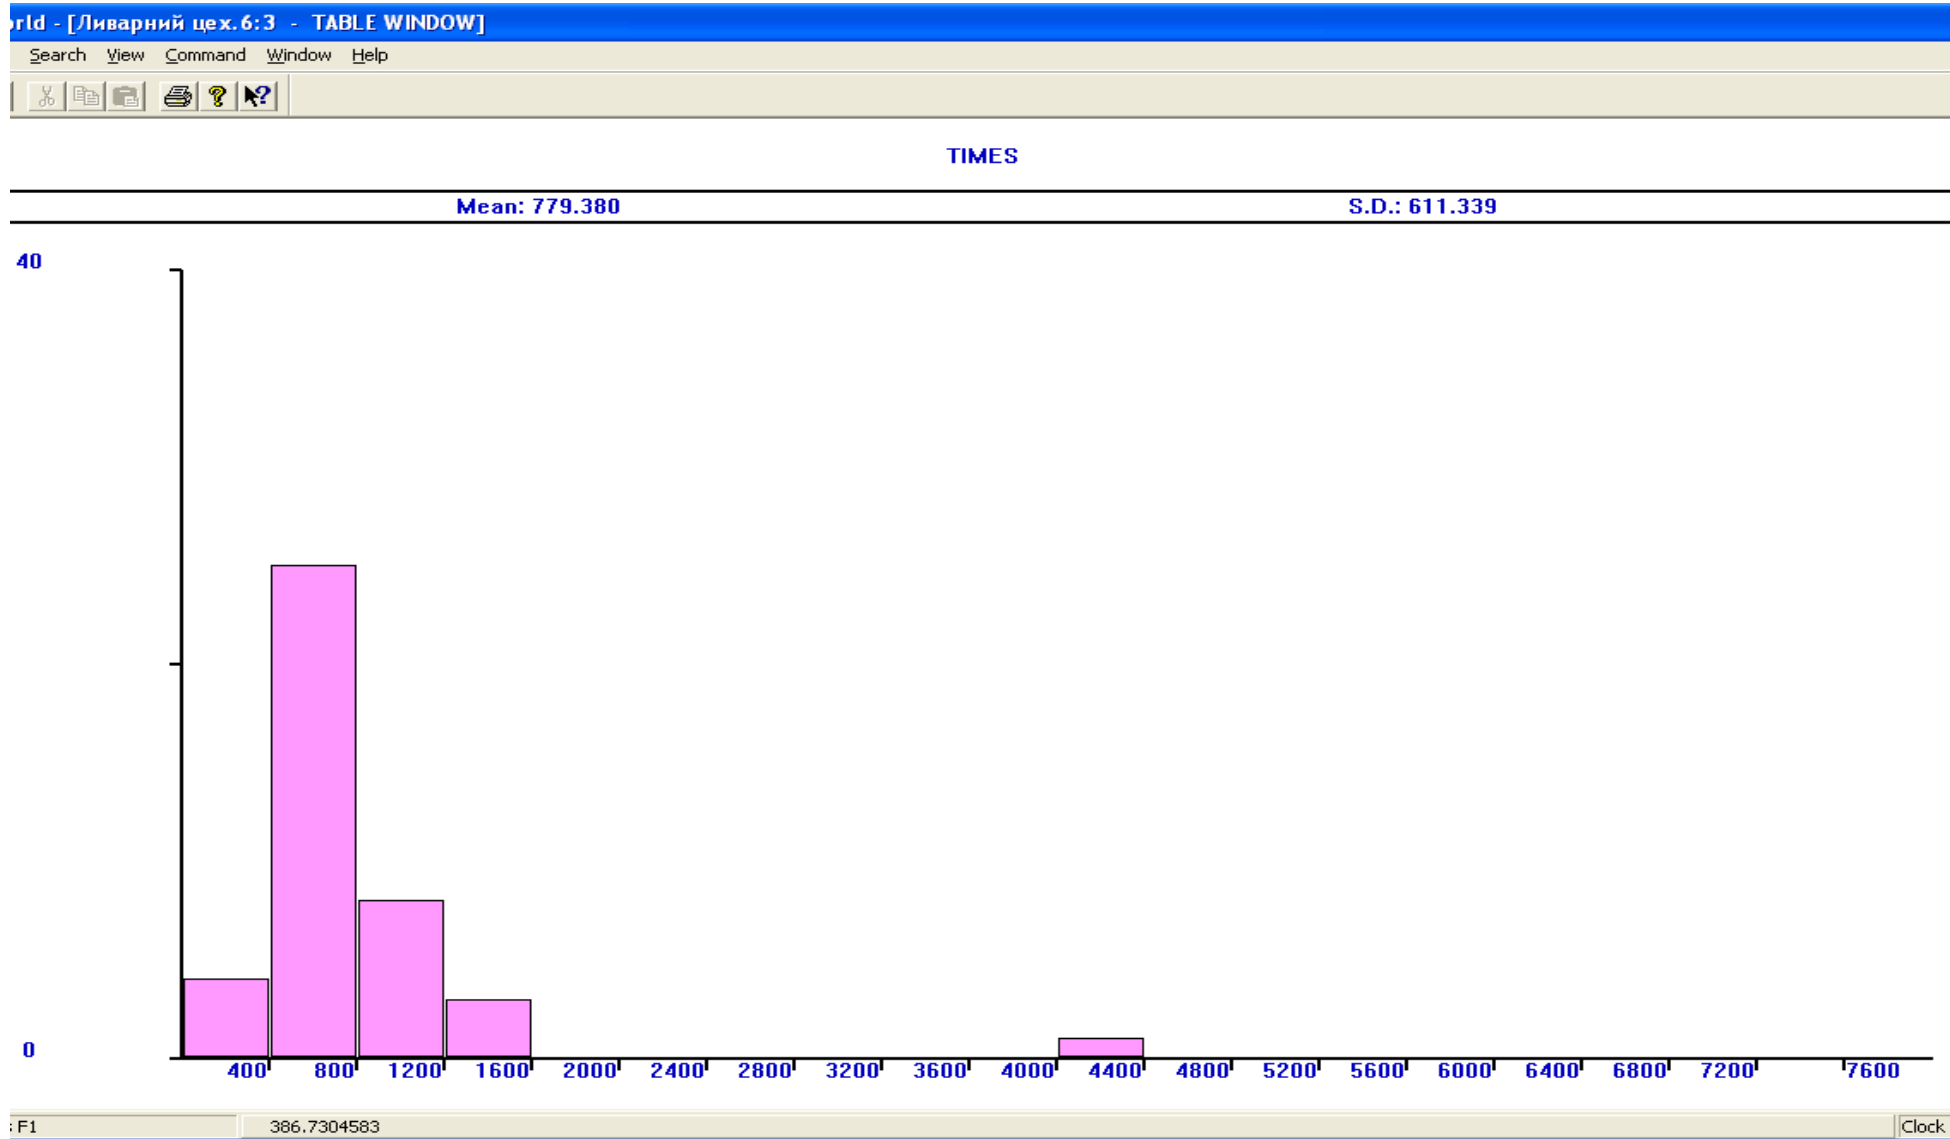 rld - [Ливарний цех.6:3 - TABLE WINDOW]
Search View Command Window Help
TIMES
Mean: 779.380 S.D.: 611.339
40
0
400 800 1200 1600 2000 2400 2800 3200 3600 4000 4400 4800 5200 5600 6000 6400 6800 7200 7600
F1 386.7304583 Clock